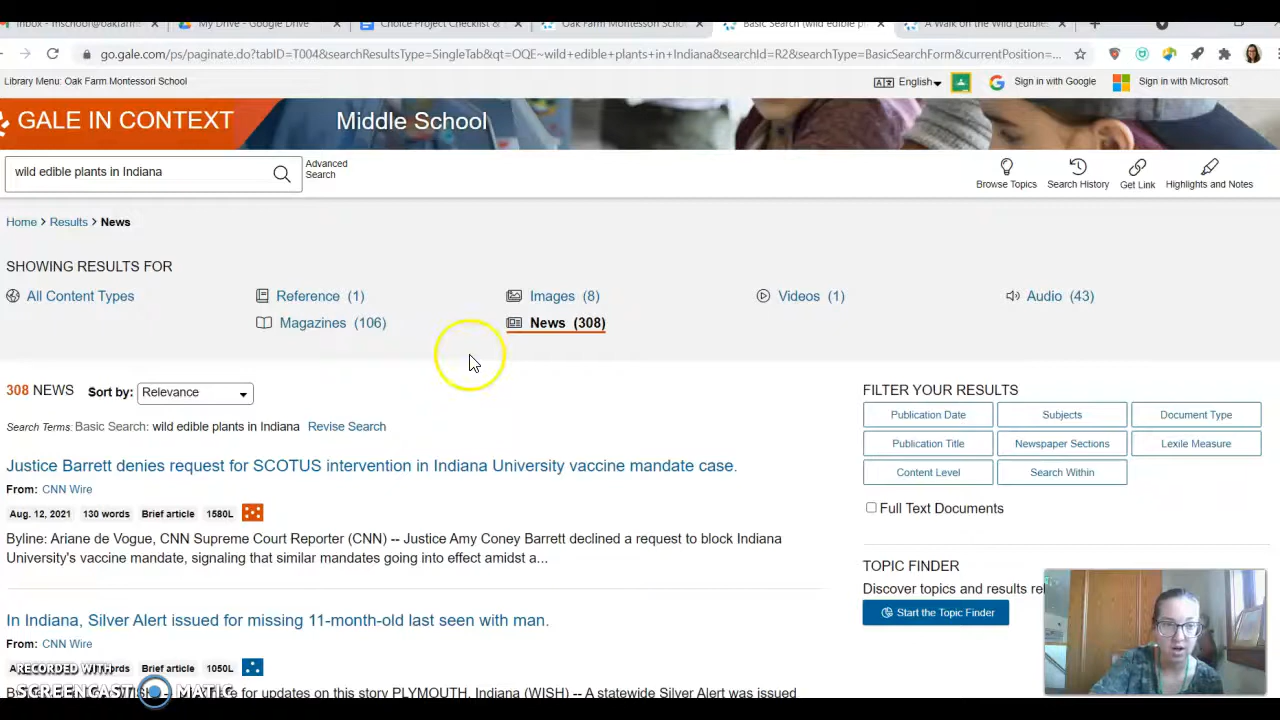 Inbox - mschool@oakfarm
My Drive - Google Drive
Choice Project Checklist &
Oak Farm Montessori School
Basic Search (wild edible p
A Walk on the Wild (Edible
go.gale.com/ps/paginate.do?tabID=T004&searchResultsType=SingleTab&qt=OQE~wild+edible+plants+in+Indiana&searchId=R2&searchType=BasicSearchForm&currentPosition=...
Library Menu: Oak Farm Montessori School
English
Sign in with Google
Sign in with Microsoft
GALE IN CONTEXT
Middle School
wild edible plants in Indiana
Advanced
Search
Browse Topics
Search History
Get Link
Highlights and Notes
Home > Results > News
SHOWING RESULTS FOR
All Content Types
Reference (1)
Images (8)
Videos (1)
Audio (43)
Magazines (106)
News (308)
308 NEWS
Sort by: Relevance
Search Terms: Basic Search: wild edible plants in Indiana Revise Search
Justice Barrett denies request for SCOTUS intervention in Indiana University vaccine mandate case.
From: CNN Wire
Aug. 12, 2021 130 words Brief article 1580L
Byline: Ariane de Vogue, CNN Supreme Court Reporter (CNN) -- Justice Amy Coney Barrett declined a request to block Indiana
University's vaccine mandate, signaling that similar mandates going into effect amidst a...
In Indiana, Silver Alert issued for missing 11-month-old last seen with man.
From: CNN Wire
words Brief article 1050L
for updates on this story PLYMOUTH, Indiana (WISH) -- A statewide Silver Alert was issued
FILTER YOUR RESULTS
Publication Date
Subjects
Document Type
Publication Title
Newspaper Sections
Lexile Measure
Content Level
Search Within
Full Text Documents
TOPIC FINDER
Discover topics and results rel
Start the Topic Finder
RECORDED WITH
SCREENCAST MATIC